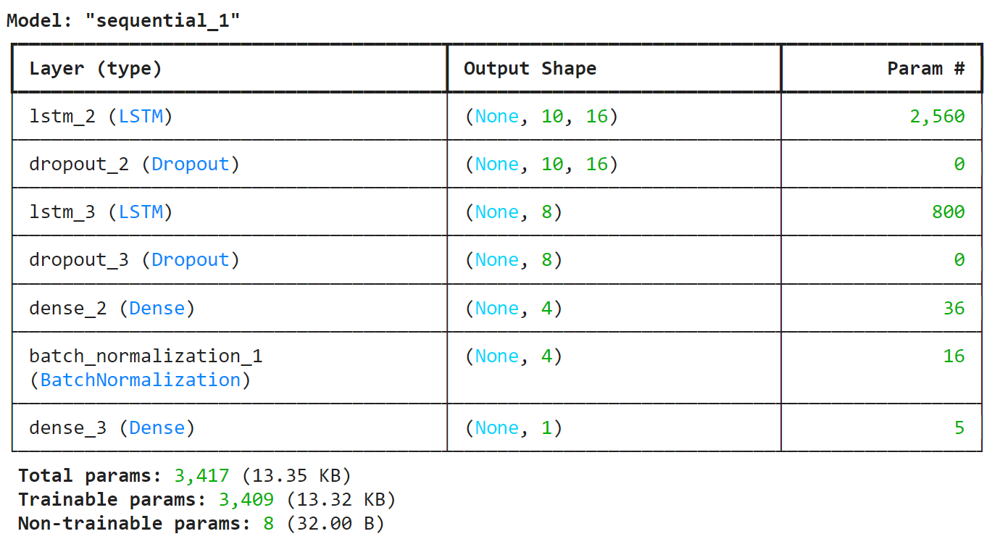 Model: "sequential_1"
Layer (type) Output Shape Param #
lstm_2 (LSTM) (None, 10, 16) 2,560
dropout_2 (Dropout) (None, 10, 16) 0
lstm_3 (LSTM) (None, 8) 800
dropout_3 (Dropout) (None, 8) 0
dense_2 (Dense) (None, 4) 36
batch_normalization_1 (None, 4) 16
(BatchNormalization)
dense_3 (Dense) (None, 1) 5
Total params: 3,417 (13.35 KB)
Trainable params: 3,409 (13.32 KB)
Non-trainable params: 8 (32.00 B)